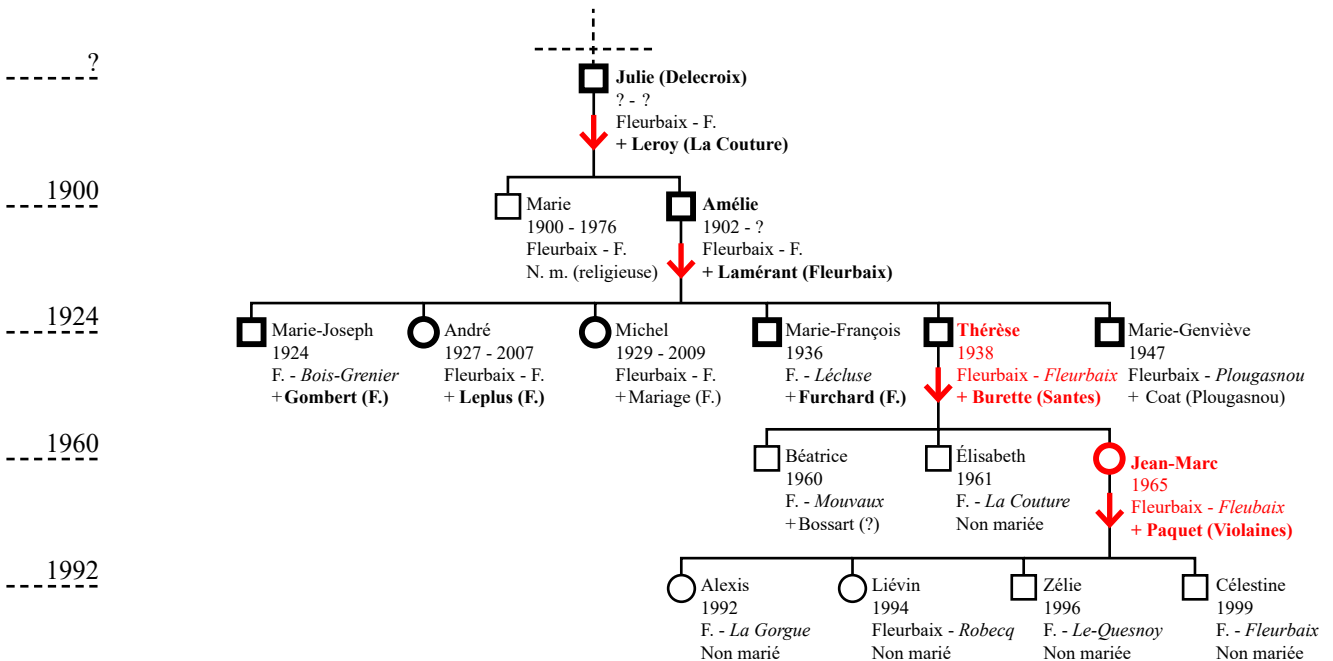 ?
Julie (Delecroix)
? - ?
Fleurbaix - F.
+ Leroy (La Couture)
1900
Marie
1900 - 1976
Fleurbaix - F.
N. m. (religieuse)
Amélie
1902 - ?
Fleurbaix - F.
+ Lamérant (Fleurbaix)
1924
Marie-Joseph
1924
F. - Bois-Grenier
+ Gombert (F.)
André
1927 - 2007
Fleurbaix - F.
+ Leplus (F.)
Michel
1929 - 2009
Fleurbaix - F.
+ Mariage (F.)
Marie-François
1936
F. - Lécluse
+ Furchard (F.)
Thérèse
1938
Fleurbaix - Fleurbaix
+ Burette (Santes)
Marie-Genviève
1947
Fleurbaix - Plougasnou
+ Coat (Plougasnou)
1960
Béatrice
1960
F. - Mouvaux
+ Bossart (?)
Élisabeth
1961
F. - La Couture
Non mariée
Jean-Marc
1965
Fleurbaix - Fleubaix
+ Paquet (Violaines)
1992
Alexis
1992
F. - La Gorgue
Non marié
Liévin
1994
Fleurbaix - Robecq
Non marié
Zélie
1996
F. - Le-Quesnoy
Non mariée
Célestine
1999
F. - Fleurbaix
Non mariée